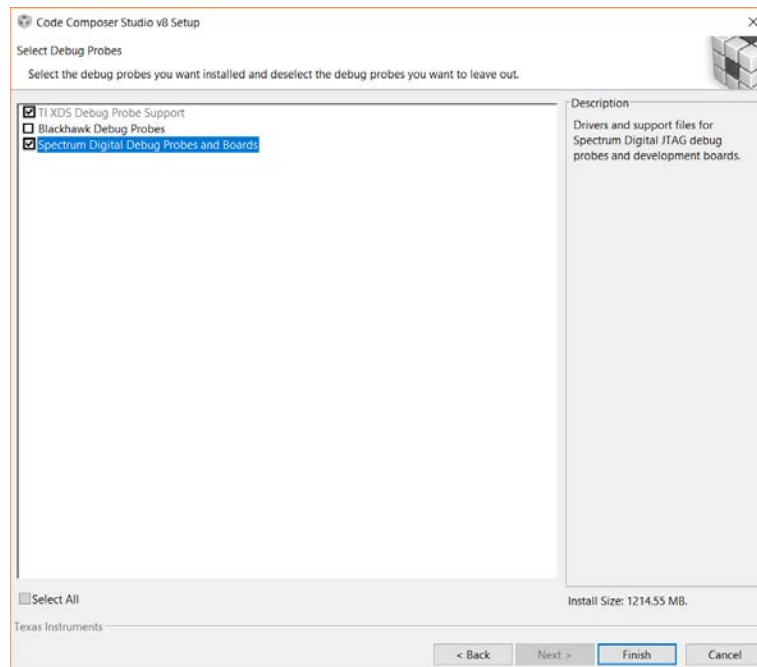 Code Composer Studio v8 Setup
Select Debug Probes
Select the debug probes you want installed and deselect the debug probes you want to leave out.
TI XDS Debug Probe Support
Blackhawk Debug Probes
Spectrum Digital Debug Probes and Boards
Description
Drivers and support files for
Spectrum Digital JTAG debug
probes and development boards.
Select All
Install Size: 1214.55 MB.
Texas Instruments
< Back Next > Finish Cancel